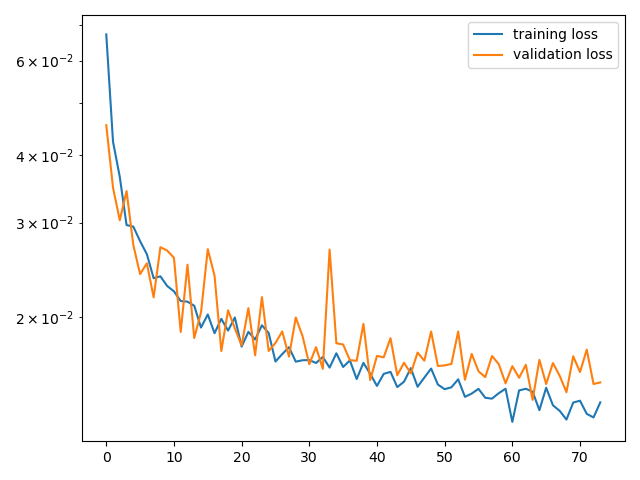 training loss
validation loss
6 × 10⁻²
4 × 10⁻²
3 × 10⁻²
2 × 10⁻²
0 10 20 30 40 50 60 70